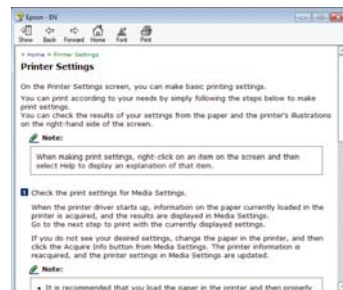 Epson - EN
Show Back Forward Home Font Print
> Home > Printer Settings
Printer Settings
On the Printer Settings screen, you can make basic printing settings.
You can print according to your needs by simply following the steps below to make
print settings.
You can check the results of your settings from the paper and the printer's illustrations
on the right-hand side of the screen.
Note:
When making print settings, right-click on an item on the screen and then
select Help to display an explanation of that item.
1 Check the print settings for Media Settings.
When the printer driver starts up, information on the paper currently loaded in the
printer is acquired, and the results are displayed in Media Settings.
Go to the next step to print with the currently displayed settings.
If you do not see your desired settings, change the paper in the printer, and then
click the Acquire Info button from Media Settings. The printer information is
reacquired, and the printer settings in Media Settings are updated.
Note:
• It is recommended that you load the paper in the printer and then properly